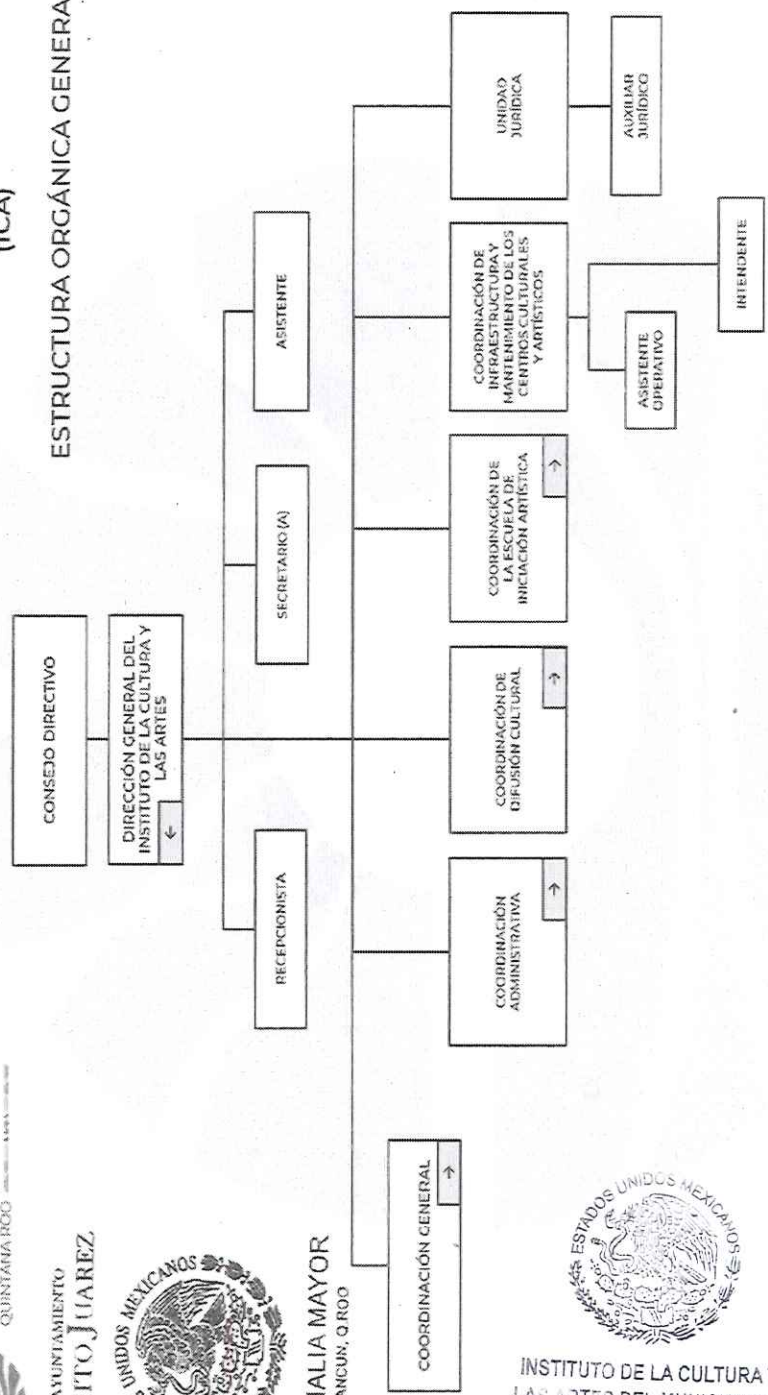 (ICA)
ESTRUCTURA ORGÁNICA GENERA
QUINTANA ROO
AYUNTAMIENTO
ITO JUAREZ
UNIDOS MEXICANOS
IALIA MAYOR
ANCUN, Q.ROO
CONSEJO DIRECTIVO
DIRECCIÓN GENERAL DEL
INSTITUTO DE LA CULTURA Y
LAS ARTES
←
RECEPCIONISTA
SECRETARIO (A)
ASISTENTE
COORDINACIÓN GENERAL
→
COORDINACIÓN
ADMINISTRATIVA
→
COORDINACIÓN DE
DIFUSIÓN CULTURAL
→
COORDINACIÓN DE
LA ESCUELA DE
INICIACIÓN ARTÍSTICA
→
COORDINACIÓN DE
INFRAESTRUCTURA Y
MANTENIMIENTO DE LOS
CENTROS CULTURALES
Y ARTÍSTICOS
UNIDAD
JURÍDICA
ASISTENTE
OPERATIVO
INTENDENTE
AUXILIAR
JURÍDICO
ESTADOS UNIDOS MEXICANOS
INSTITUTO DE LA CULTURA
LAS ARTES DEL